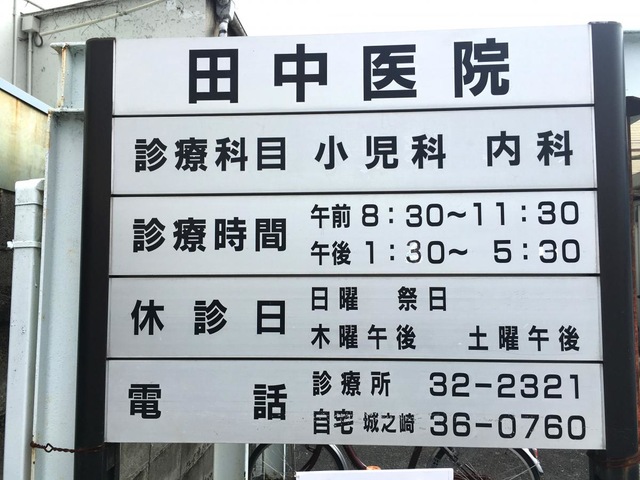 田中医院
診療科目 小児科 内科
診療時間 午前 8：30～11：30
午後 1：30～ 5：30
休診日 日曜 祭日
木曜午後 土曜午後
電話 診療所 32-2321
自宅 城之崎 36-0760